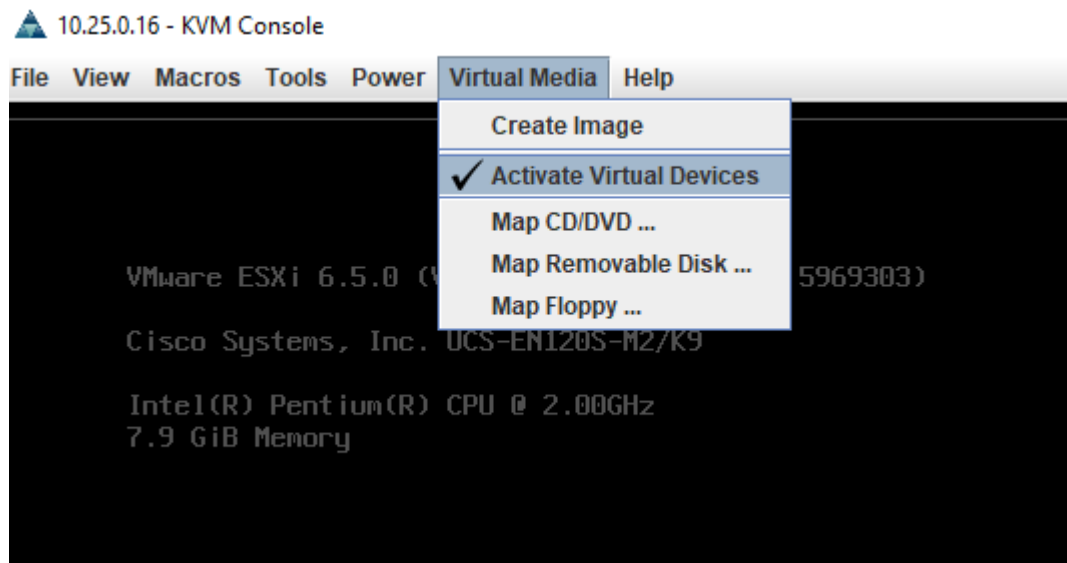 10.25.0.16 - KVM Console
File View Macros Tools Power Virtual Media Help
Create Image
Activate Virtual Devices
Map CD/DVD ...
Map Removable Disk ...
Map Floppy ...
VMware ESXi 6.5.0 ( 5969303)
Cisco Systems, Inc. UCS-EN120S-M2/K9
Intel(R) Pentium(R) CPU @ 2.00GHz
7.9 GiB Memory